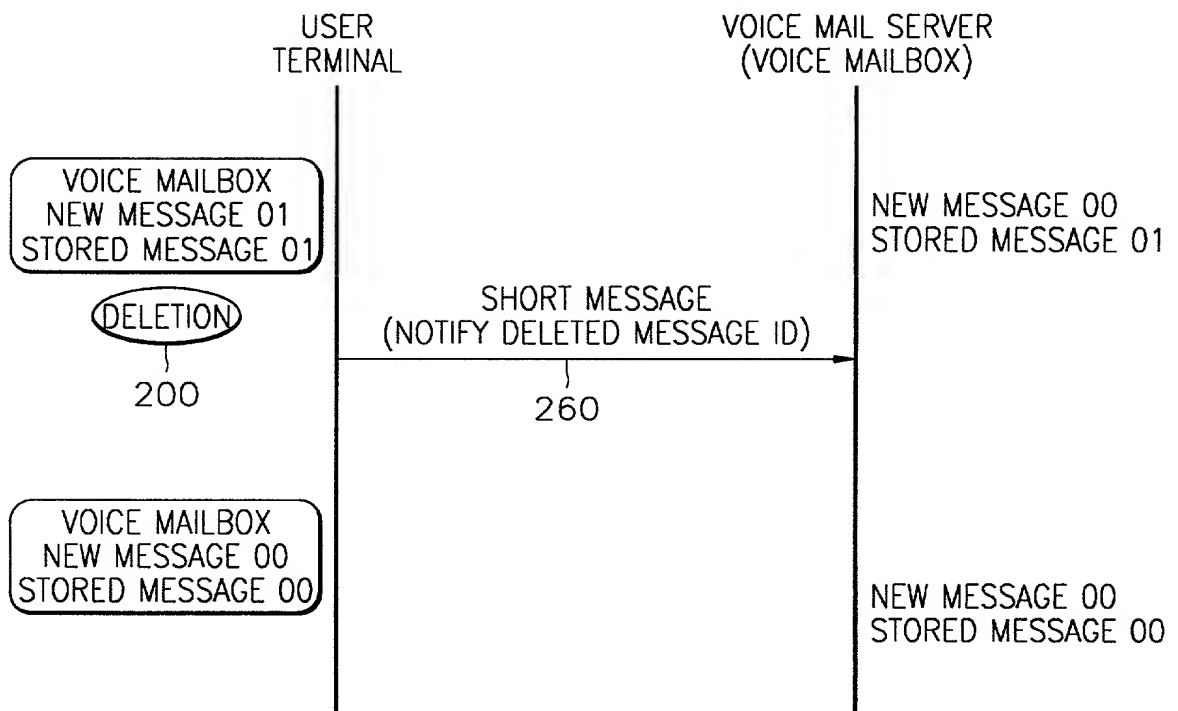 USER
TERMINAL
VOICE MAIL SERVER
(VOICE MAILBOX)
VOICE MAILBOX
NEW MESSAGE 01
STORED MESSAGE 01
NEW MESSAGE 00
STORED MESSAGE 01
DELETION
200
SHORT MESSAGE
(NOTIFY DELETED MESSAGE ID)
260
VOICE MAILBOX
NEW MESSAGE 00
STORED MESSAGE 00
NEW MESSAGE 00
STORED MESSAGE 00